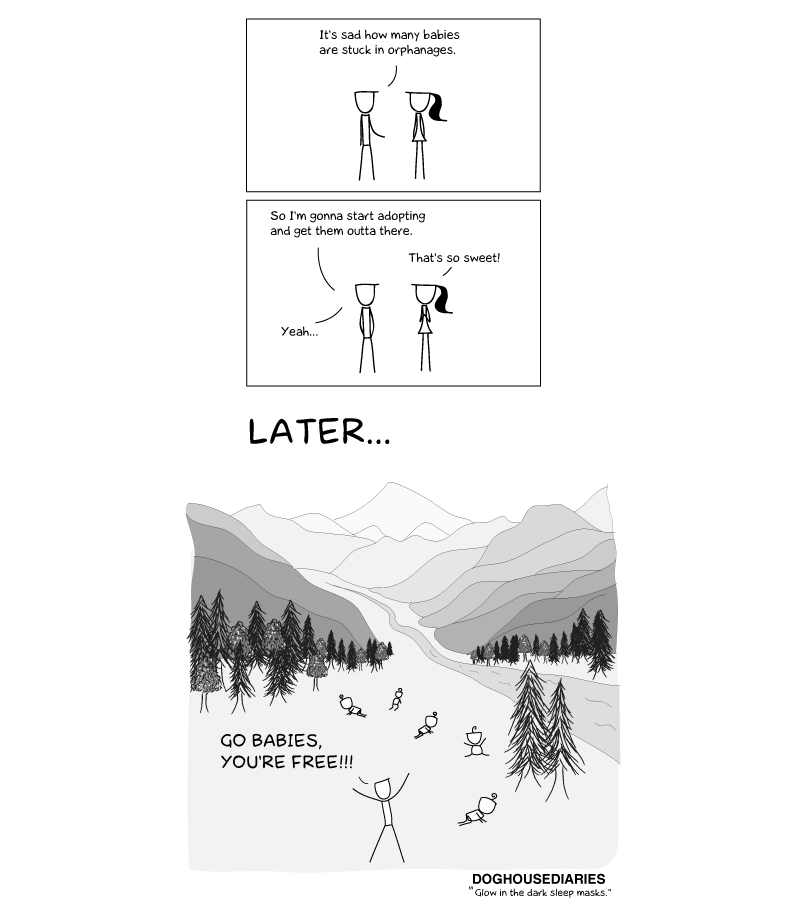 It's sad how many babies
are stuck in orphanages.
So I'm gonna start adopting
and get them outta there.
That's so sweet!
Yeah...
LATER...
GO BABIES,
YOU'RE FREE!!!
DOGHOUSEDIARIES
"Glow in the dark sleep masks."